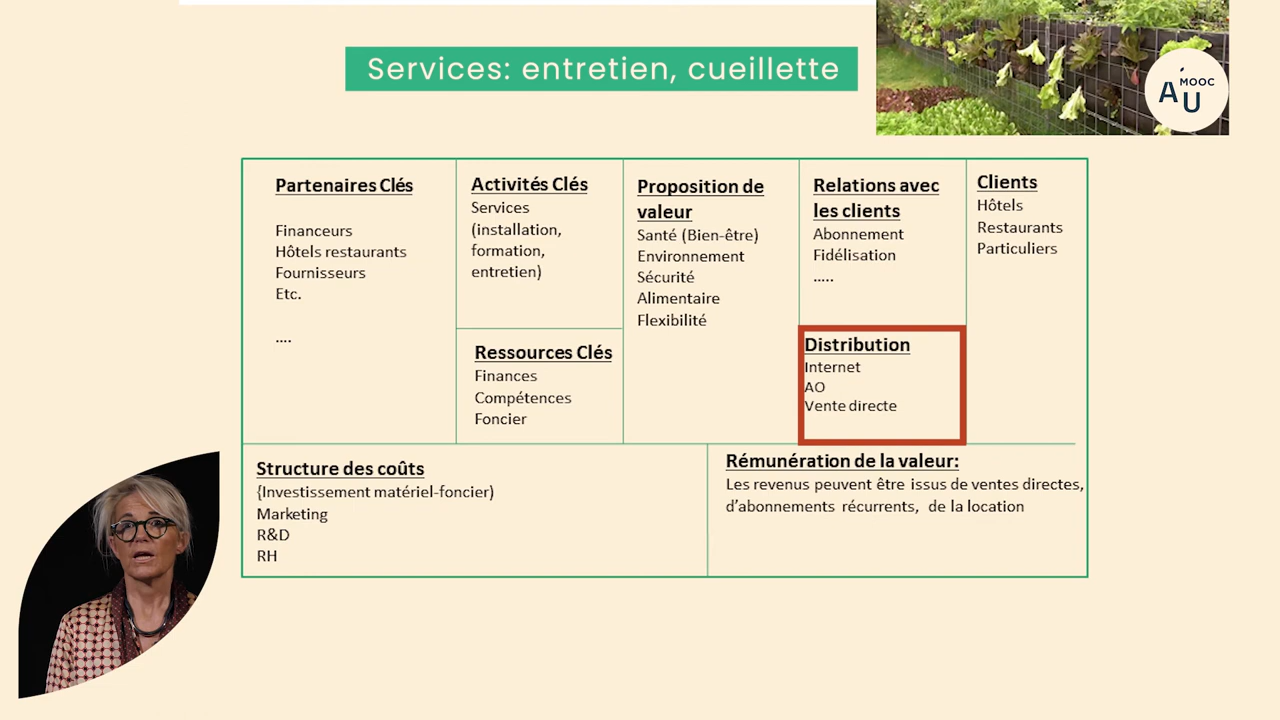 Services: entretien, cueillette
MOOC
AU
Partenaires Clés
Financeurs
Hôtels restaurants
Fournisseurs
Etc.
....
Activités Clés
Services
(installation,
formation,
entretien)
Ressources Clés
Finances
Compétences
Foncier
Proposition de
valeur
Santé (Bien-être)
Environnement
Sécurité
Alimentaire
Flexibilité
Relations avec
les clients
Abonnement
Fidélisation
.....
Distribution
Internet
AO
Vente directe
Clients
Hôtels
Restaurants
Particuliers
Structure des coûts
{Investissement matériel-foncier)
Marketing
R&D
RH
Rémunération de la valeur:
Les revenus peuvent être issus de ventes directes,
d’abonnements récurrents, de la location